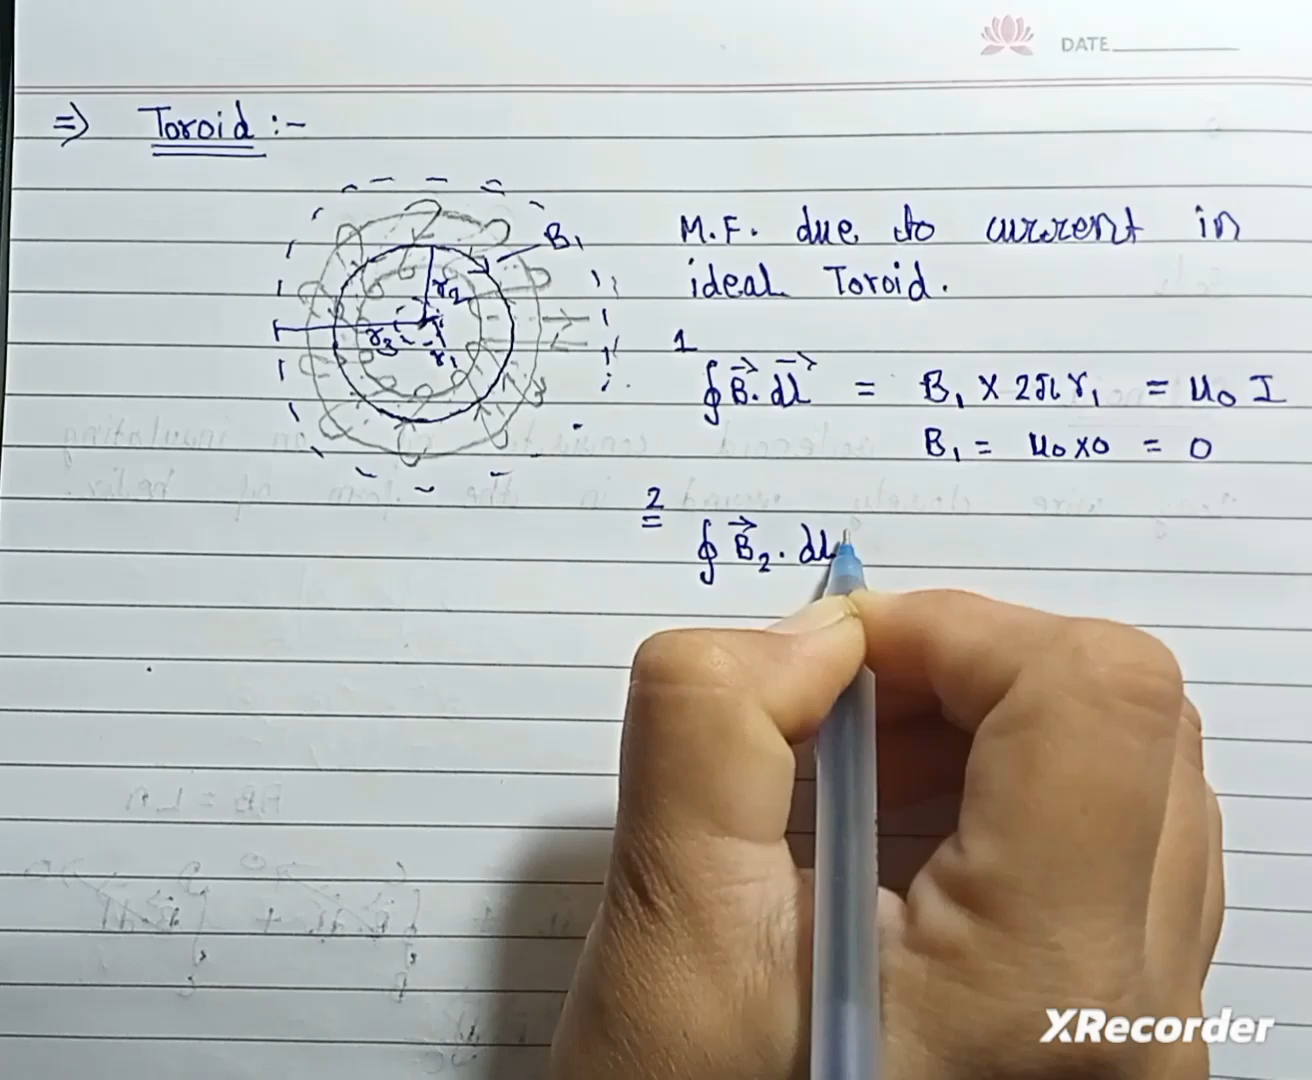 DATE
⇒ Toroid :-
B₁
r₂
r₃
r₁
M.F. due to current in
ideal Toroid.
1
∮ B⃗. dl⃗ = B₁ × 2πr₁ = μ₀ I
B₁ = μ₀×0 = 0
2
∮ B⃗₂ . dl
XRecorder